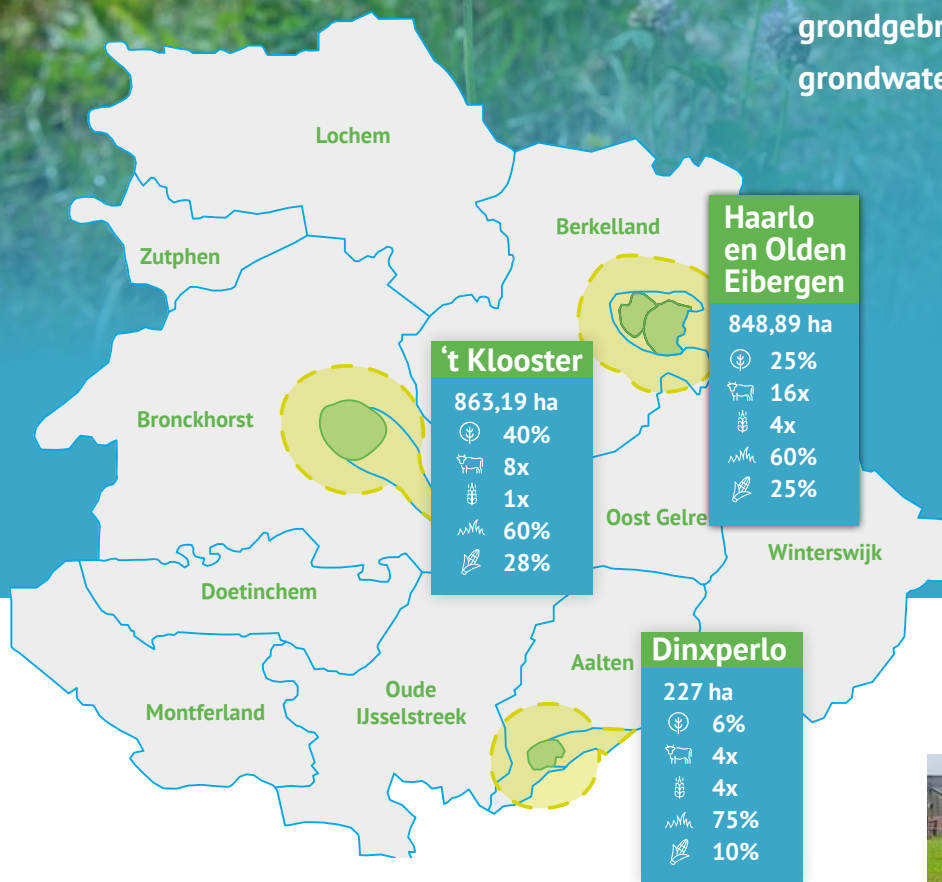 Lochem
Zutphen
Berkelland
Haarlo
en Olden
Eibergen
848,89 ha
25%
16x
4x
60%
25%
‘t Klooster
863,19 ha
40%
8x
1x
60%
28%
Bronckhorst
Oost Gelre
Winterswijk
Doetinchem
Aalten
Dinxperlo
227 ha
6%
4x
4x
75%
10%
Montferland
Oude
IJsselstreek